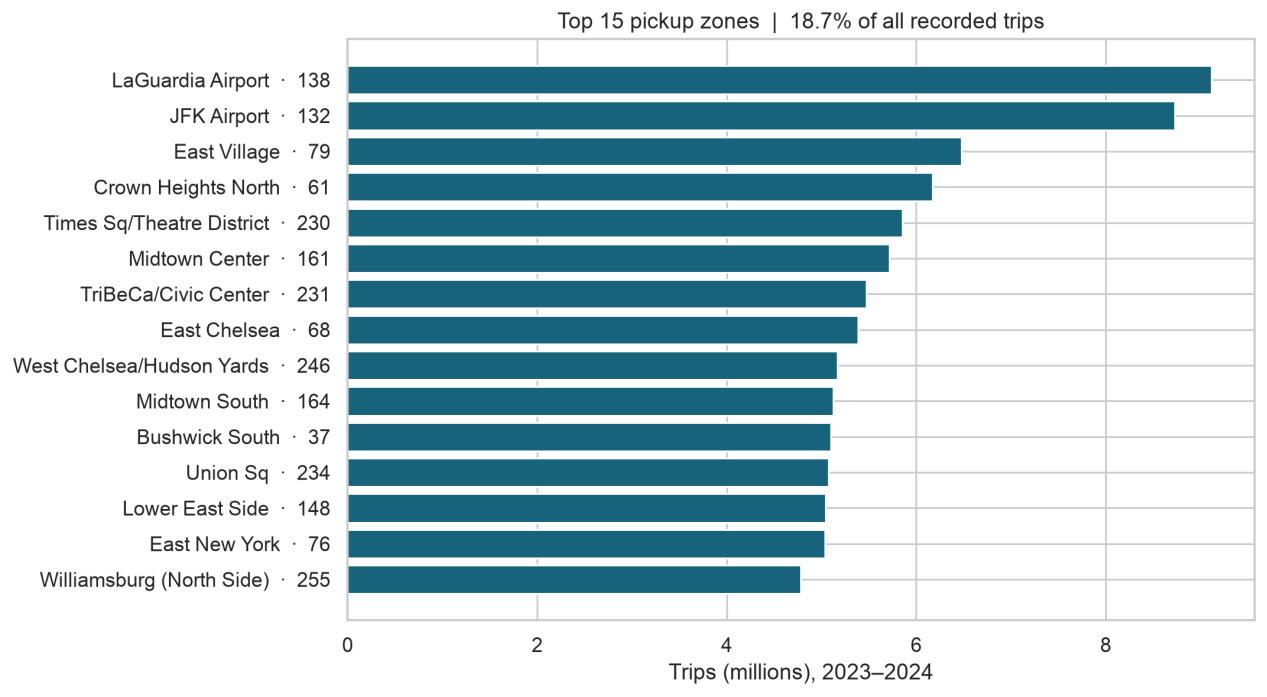 Top 15 pickup zones | 18.7% of all recorded trips
LaGuardia Airport · 138
JFK Airport · 132
East Village · 79
Crown Heights North · 61
Times Sq/Theatre District · 230
Midtown Center · 161
TriBeCa/Civic Center · 231
East Chelsea · 68
West Chelsea/Hudson Yards · 246
Midtown South · 164
Bushwick South · 37
Union Sq · 234
Lower East Side · 148
East New York · 76
Williamsburg (North Side) · 255
0 2 4 6 8
Trips (millions), 2023–2024